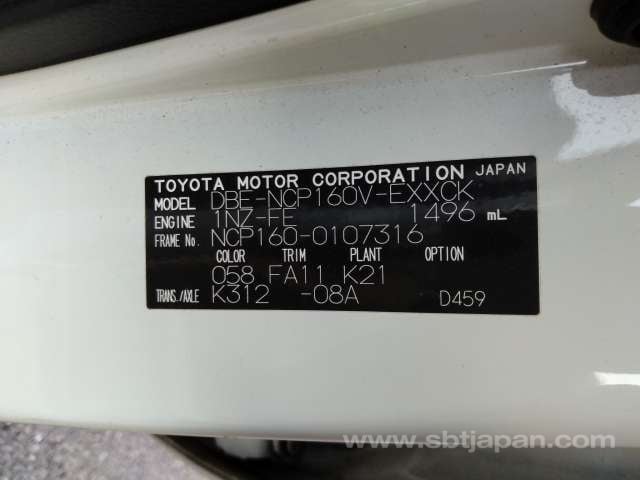 TOYOTA MOTOR CORPORATION JAPAN
MODEL DBE-NCP160V-EXXCK
ENGINE 1NZ-FE 1496 mL
FRAME No. NCP160-0107316
COLOR TRIM PLANT OPTION
058 FA11 K21
TRANS./AXLE K312 -08A D459
www.sbtjapan.com